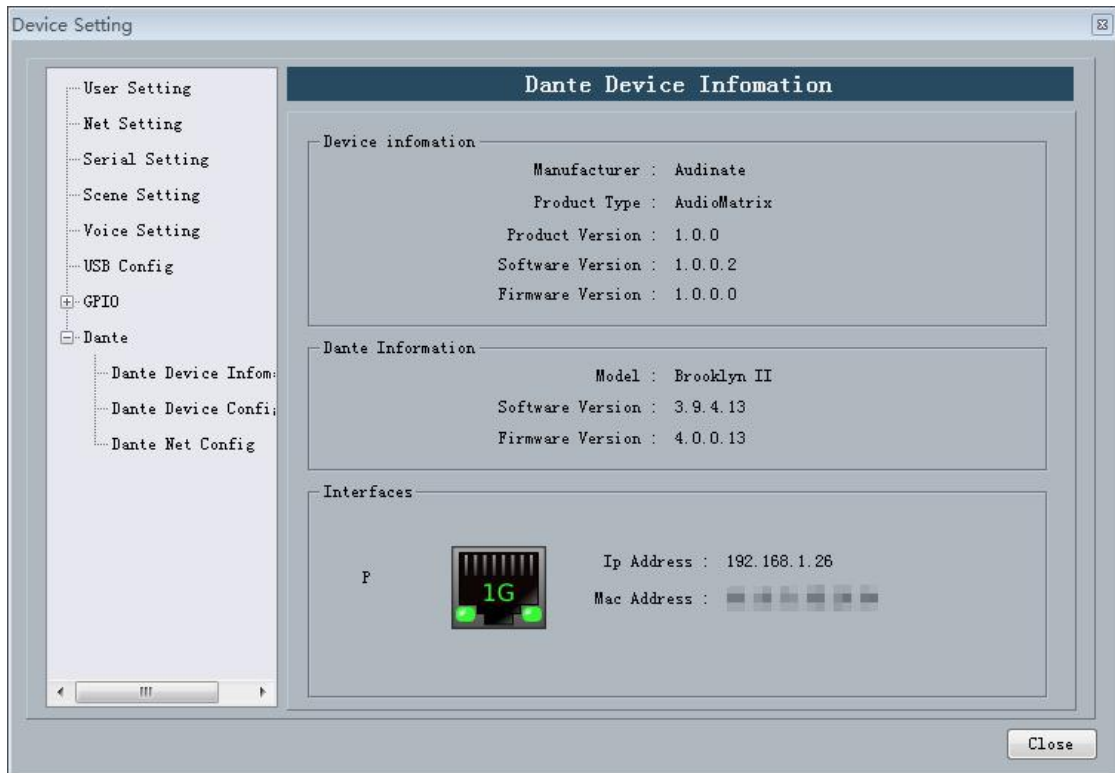 Device Setting
User Setting
Net Setting
Serial Setting
Scene Setting
Voice Setting
USB Config
GPIO
Dante
Dante Device Infom
Dante Device Confi
Dante Net Config
Dante Device Infomation
Device infomation
Manufacturer : Audinate
Product Type : AudioMatrix
Product Version : 1.0.0
Software Version : 1.0.0.2
Firmware Version : 1.0.0.0
Dante Information
Model : Brooklyn II
Software Version : 3.9.4.13
Firmware Version : 4.0.0.13
Interfaces
P
1G
Ip Address : 192.168.1.26
Mac Address :
Close